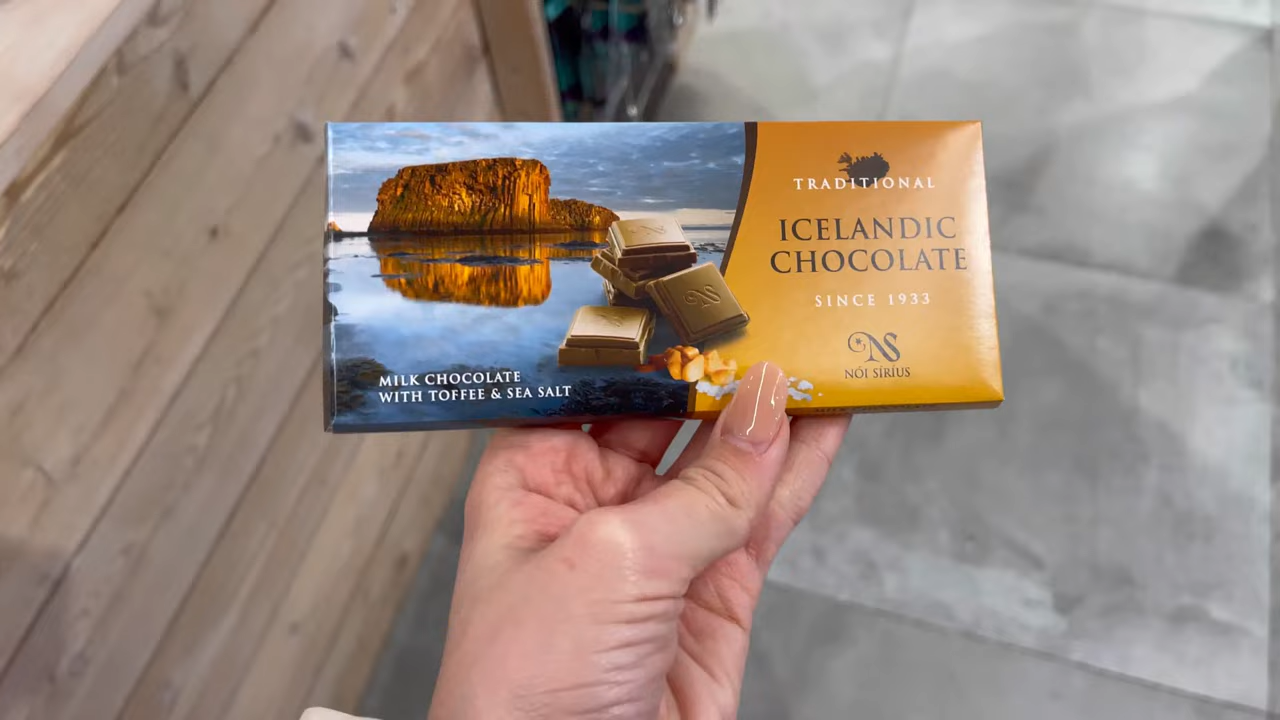 TRADITIONAL
ICELANDIC
CHOCOLATE
SINCE 1933
NS
NÓI SÍRÍUS
MILK CHOCOLATE
WITH TOFFEE & SEA SALT